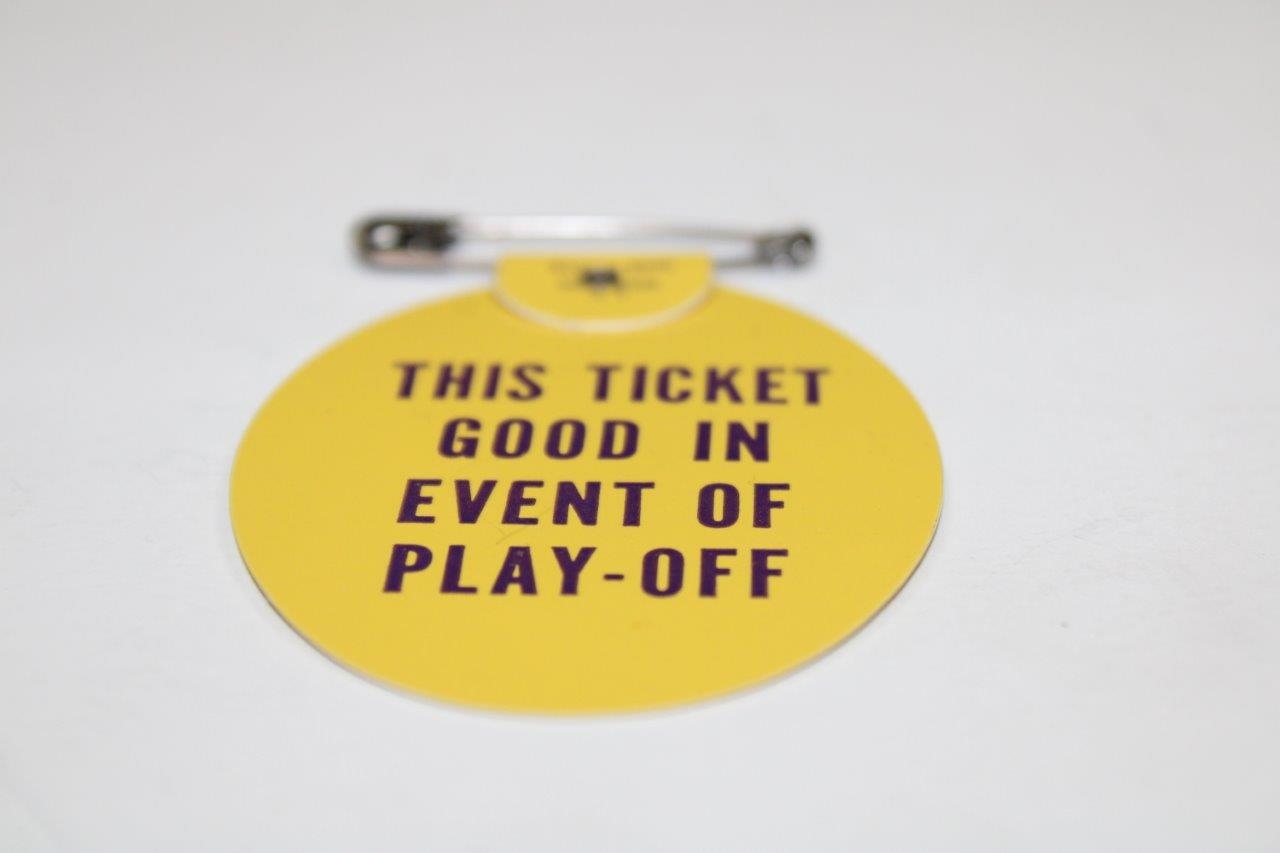 THIS TICKET
GOOD IN
EVENT OF
PLAY-OFF